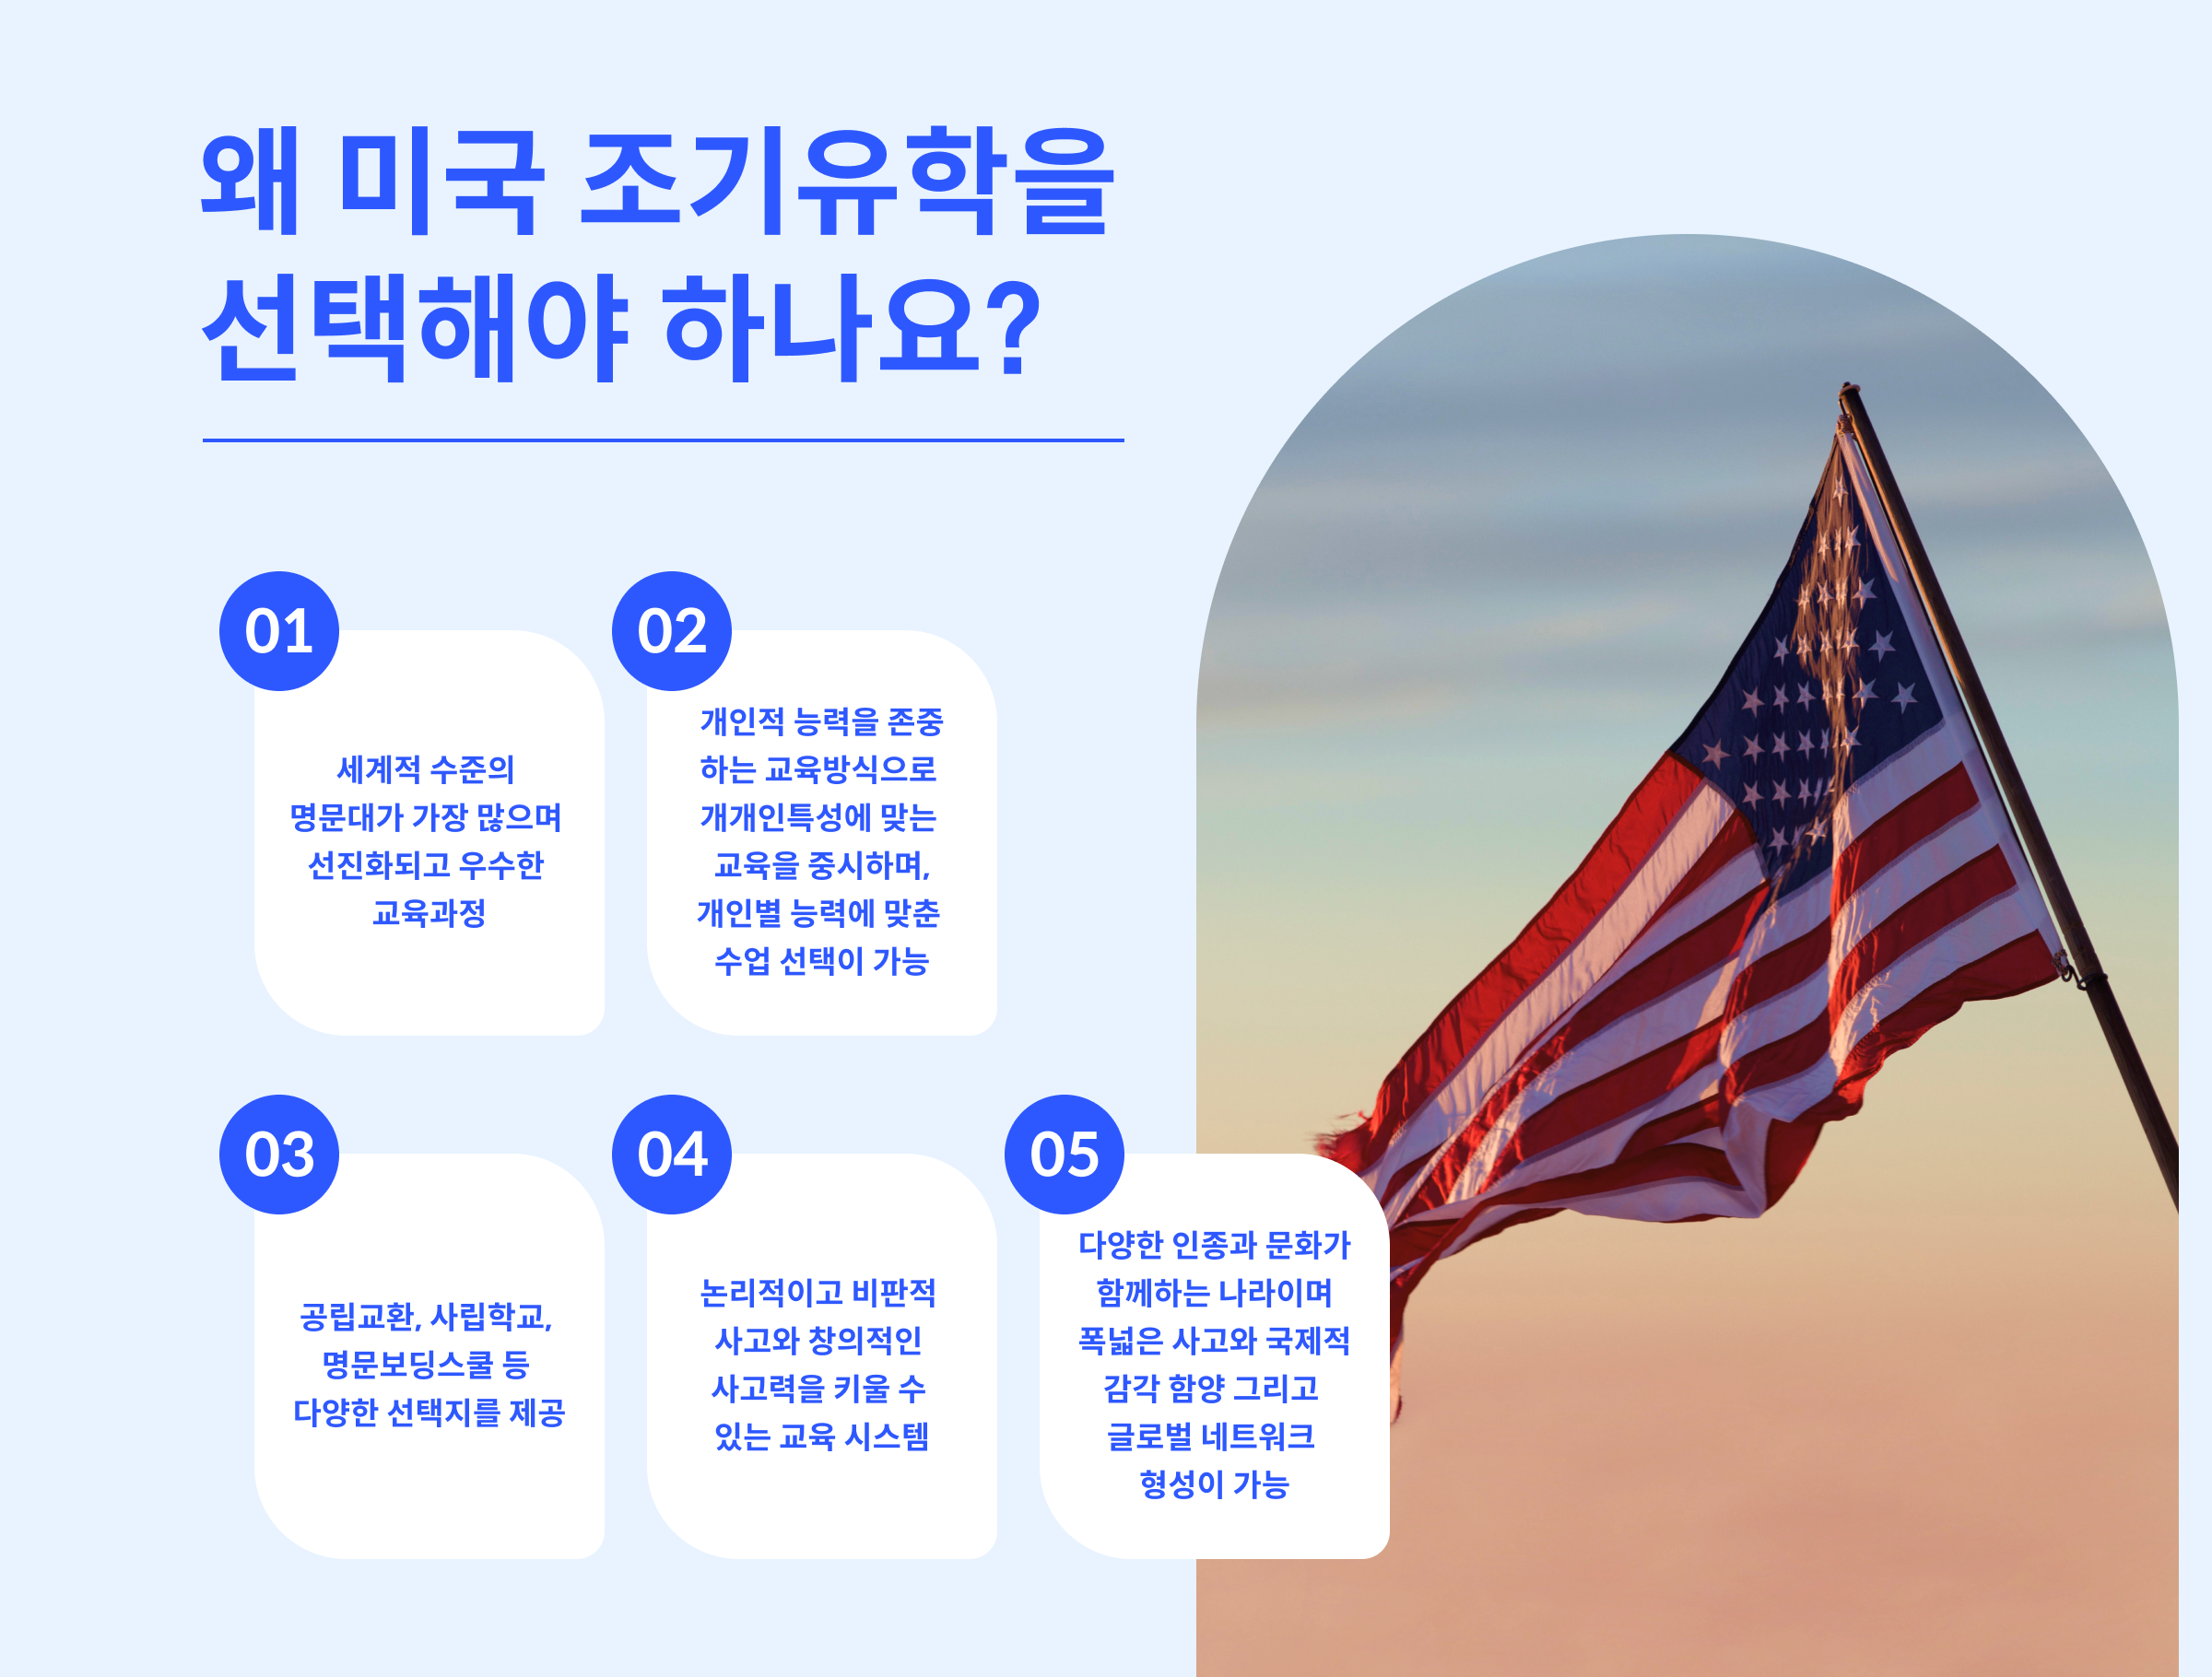 왜 미국 조기유학을
선택해야 하나요?
01
세계적 수준의
명문대가 가장 많으며
선진화되고 우수한
교육과정
02
개인적 능력을 존중
하는 교육방식으로
개개인특성에 맞는
교육을 중시하며,
개인별 능력에 맞춘
수업 선택이 가능
03
공립교환, 사립학교,
명문보딩스쿨 등
다양한 선택지를 제공
04
논리적이고 비판적
사고와 창의적인
사고력을 키울 수
있는 교육 시스템
05
다양한 인종과 문화가
함께하는 나라이며
폭넓은 사고와 국제적
감각 함양 그리고
글로벌 네트워크
형성이 가능